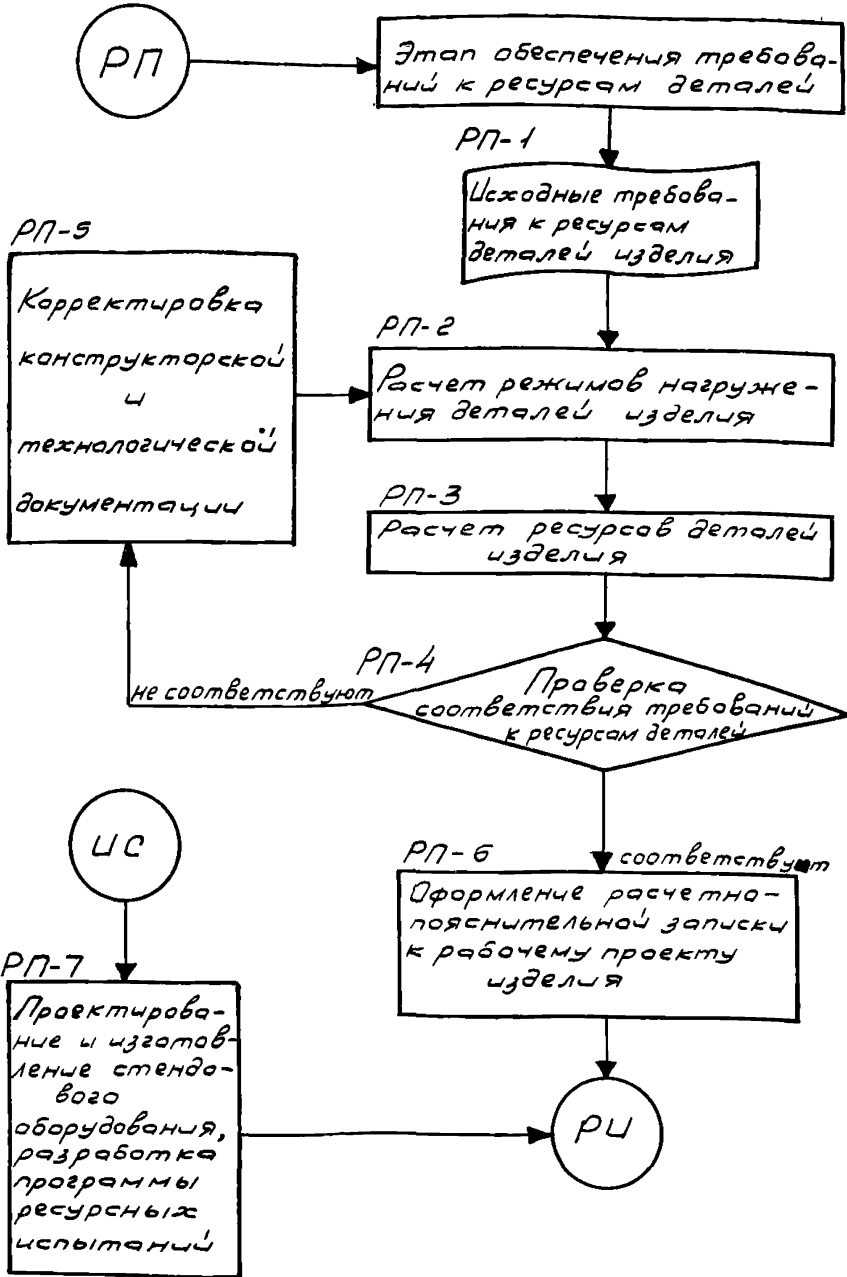 РП
Этап обеспечения требова-
ний к ресурсам деталей
РП-1
Исходные требова-
ния к ресурсам
деталей изделия
РП-5
Корректировка
конструкторской
и
технологической
документации
РП-2
Расчет режимов нагруже-
ния деталей изделия
РП-3
Расчет ресурсов деталей
изделия
РП-4
не соответствуют
Проверка
соответствия требований
к ресурсам деталей
ИС
РП-6
соответствуют
Оформление расчетно-
пояснительной записки
к рабочему проекту
изделия
РП-7
Проектирова-
ние и изготов-
ление стендо-
вого
оборудования,
разработка
программы
ресурсных
испытаний
РИ